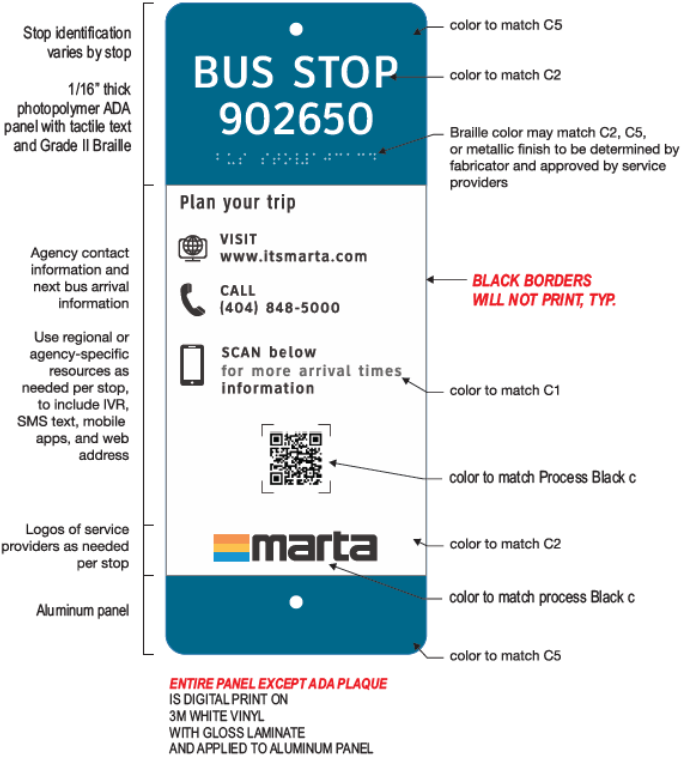 Stop identification
varies by stop
1/16” thick
photopolymer ADA
panel with tactile text
and Grade II Braille
Agency contact
information and
next bus arrival
information
Use regional or
agency-specific
resources as
needed per stop,
to include IVR,
SMS text, mobile
apps, and web
address
Logos of service
providers as needed
per stop
Aluminum panel
BUS STOP
902650
Plan your trip
VISIT
www.itsmarta.com
CALL
(404) 848-5000
SCAN below
for more arrival times
information
marta
color to match C5
color to match C2
Braille color may match C2, C5,
or metallic finish to be determined by
fabricator and approved by service
providers
BLACK BORDERS
WILL NOT PRINT, TYP.
color to match C1
color to match Process Black c
color to match C2
color to match process Black c
color to match C5
ENTIRE PANEL EXCEPT ADA PLAQUE
IS DIGITAL PRINT ON
3M WHITE VINYL
WITH GLOSS LAMINATE
AND APPLIED TO ALUMINUM PANEL